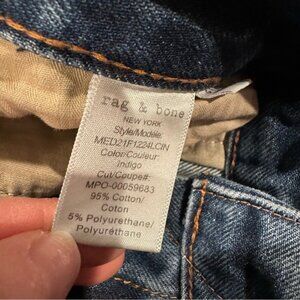 rag & bone
NEW YORK
Style/Modèle:
MED21F1224LCIN
Color/Couleur:
Indigo
Cut/Coupe#:
MPO-00059683
95% Cotton/
Coton
5% Polyurethane/
Polyuréthane